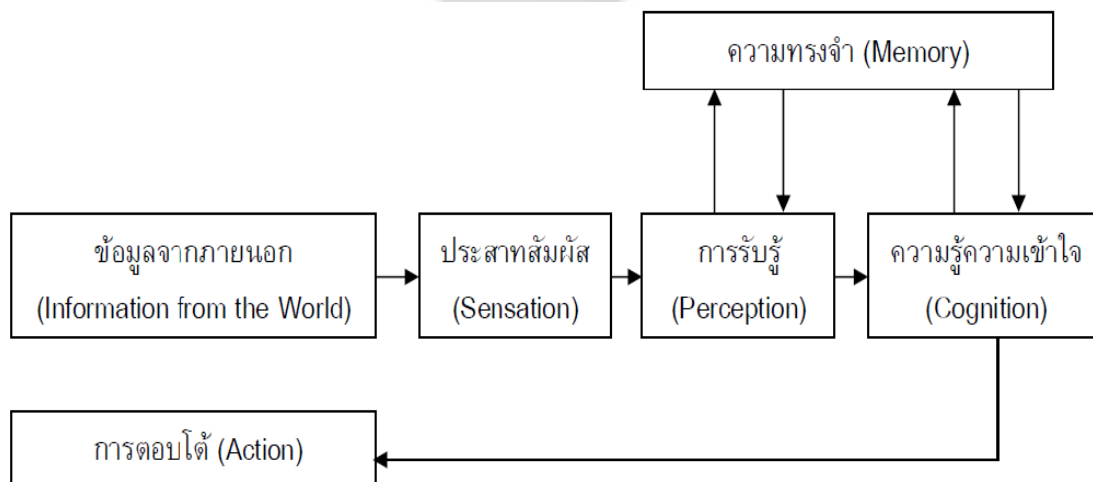 ความทรงจำ (Memory)
ข้อมูลจากภายนอก
(Information from the World)
ประสาทสัมผัส
(Sensation)
การรับรู้
(Perception)
ความรู้ความเข้าใจ
(Cognition)
การตอบโต้ (Action)